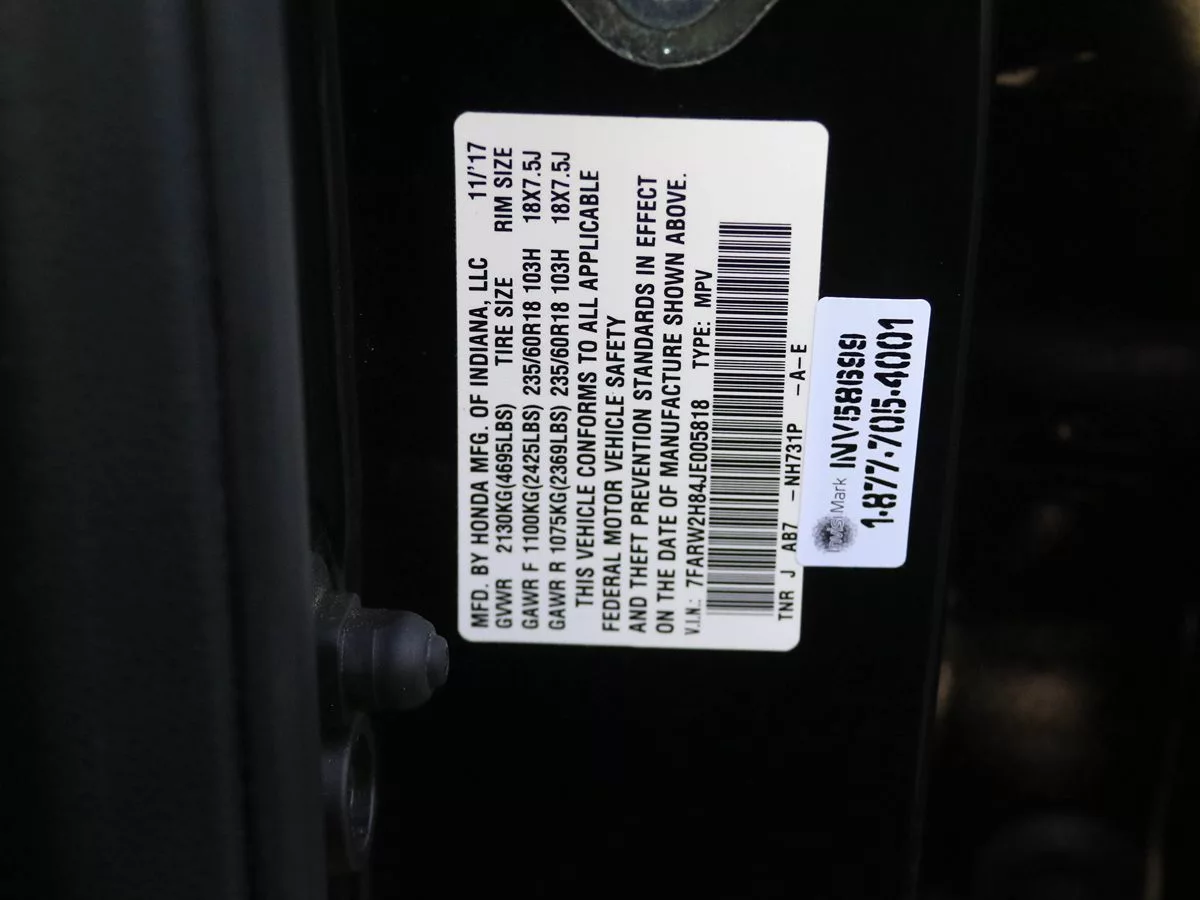 MFD. BY HONDA MFG. OF INDIANA, LLC 11/'17
GVWR 2130KG(4695LBS) TIRE SIZE RIM SIZE
GAWR F 1100KG(2425LBS) 235/60R18 103H 18X7.5J
GAWR R 1075KG(2369LBS) 235/60R18 103H 18X7.5J
THIS VEHICLE CONFORMS TO ALL APPLICABLE
FEDERAL MOTOR VEHICLE SAFETY
AND THEFT PREVENTION STANDARDS IN EFFECT
ON THE DATE OF MANUFACTURE SHOWN ABOVE.
V.I.N.: 7FARW2H84JE005818 TYPE: MPV
TNR J AB7 -NH731P -A-E
TMS Mark INV58699
1-877-705-4001